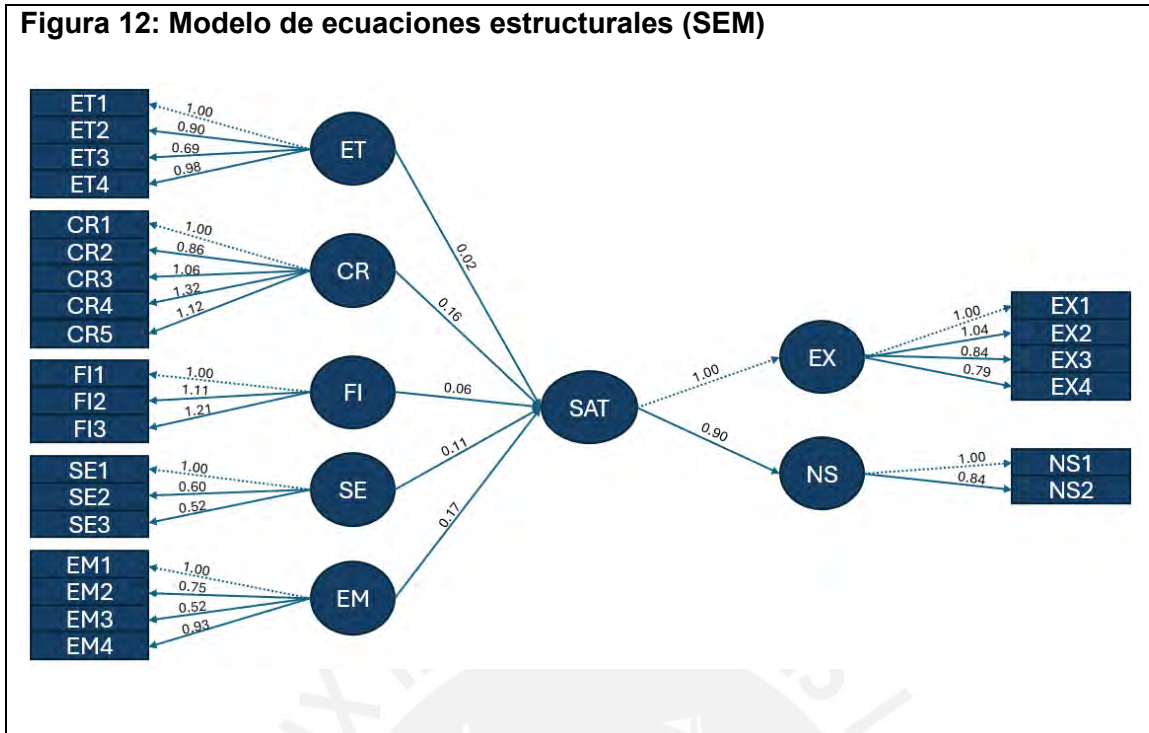 Figura 12: Modelo de ecuaciones estructurales (SEM)
ET1
ET2
ET3
ET4
1.00
0.90
0.69
0.98
ET
CR1
CR2
CR3
CR4
CR5
1.00
0.86
1.06
1.32
1.12
CR
FI1
FI2
FI3
1.00
1.11
1.21
FI
SE1
SE2
SE3
1.00
0.60
0.52
SE
EM1
EM2
EM3
EM4
1.00
0.75
0.52
0.93
EM
0.02
0.16
0.06
0.11
0.17
SAT
1.00
0.90
EX
1.00
1.04
0.84
0.79
EX1
EX2
EX3
EX4
NS
1.00
0.84
NS1
NS2